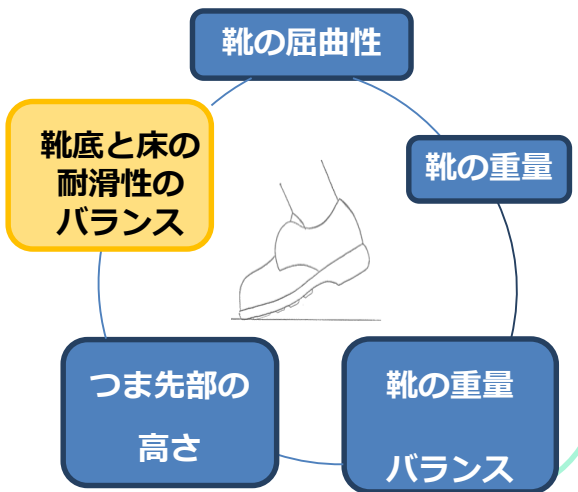 靴の屈曲性
靴底と床の
耐滑性の
バランス
靴の重量
つま先部の
高さ
靴の重量
バランス